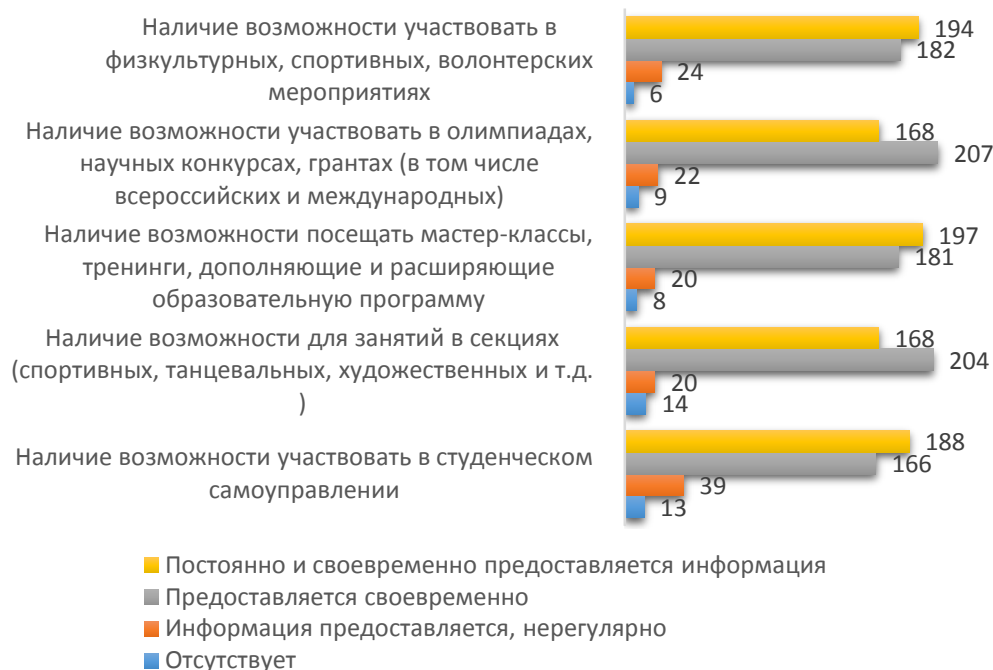 Наличие возможности участвовать в
физкультурных, спортивных, волонтерских
мероприятиях
194
182
24
6
Наличие возможности участвовать в олимпиадах,
научных конкурсах, грантах (в том числе
всероссийских и международных)
168
207
22
9
Наличие возможности посещать мастер-классы,
тренинги, дополняющие и расширяющие
образовательную программу
197
181
20
8
Наличие возможности для занятий в секциях
(спортивных, танцевальных, художественных и т.д.
)
168
204
20
14
Наличие возможности участвовать в студенческом
самоуправлении
188
166
39
13
Постоянно и своевременно предоставляется информация
Предоставляется своевременно
Информация предоставляется, нерегулярно
Отсутствует